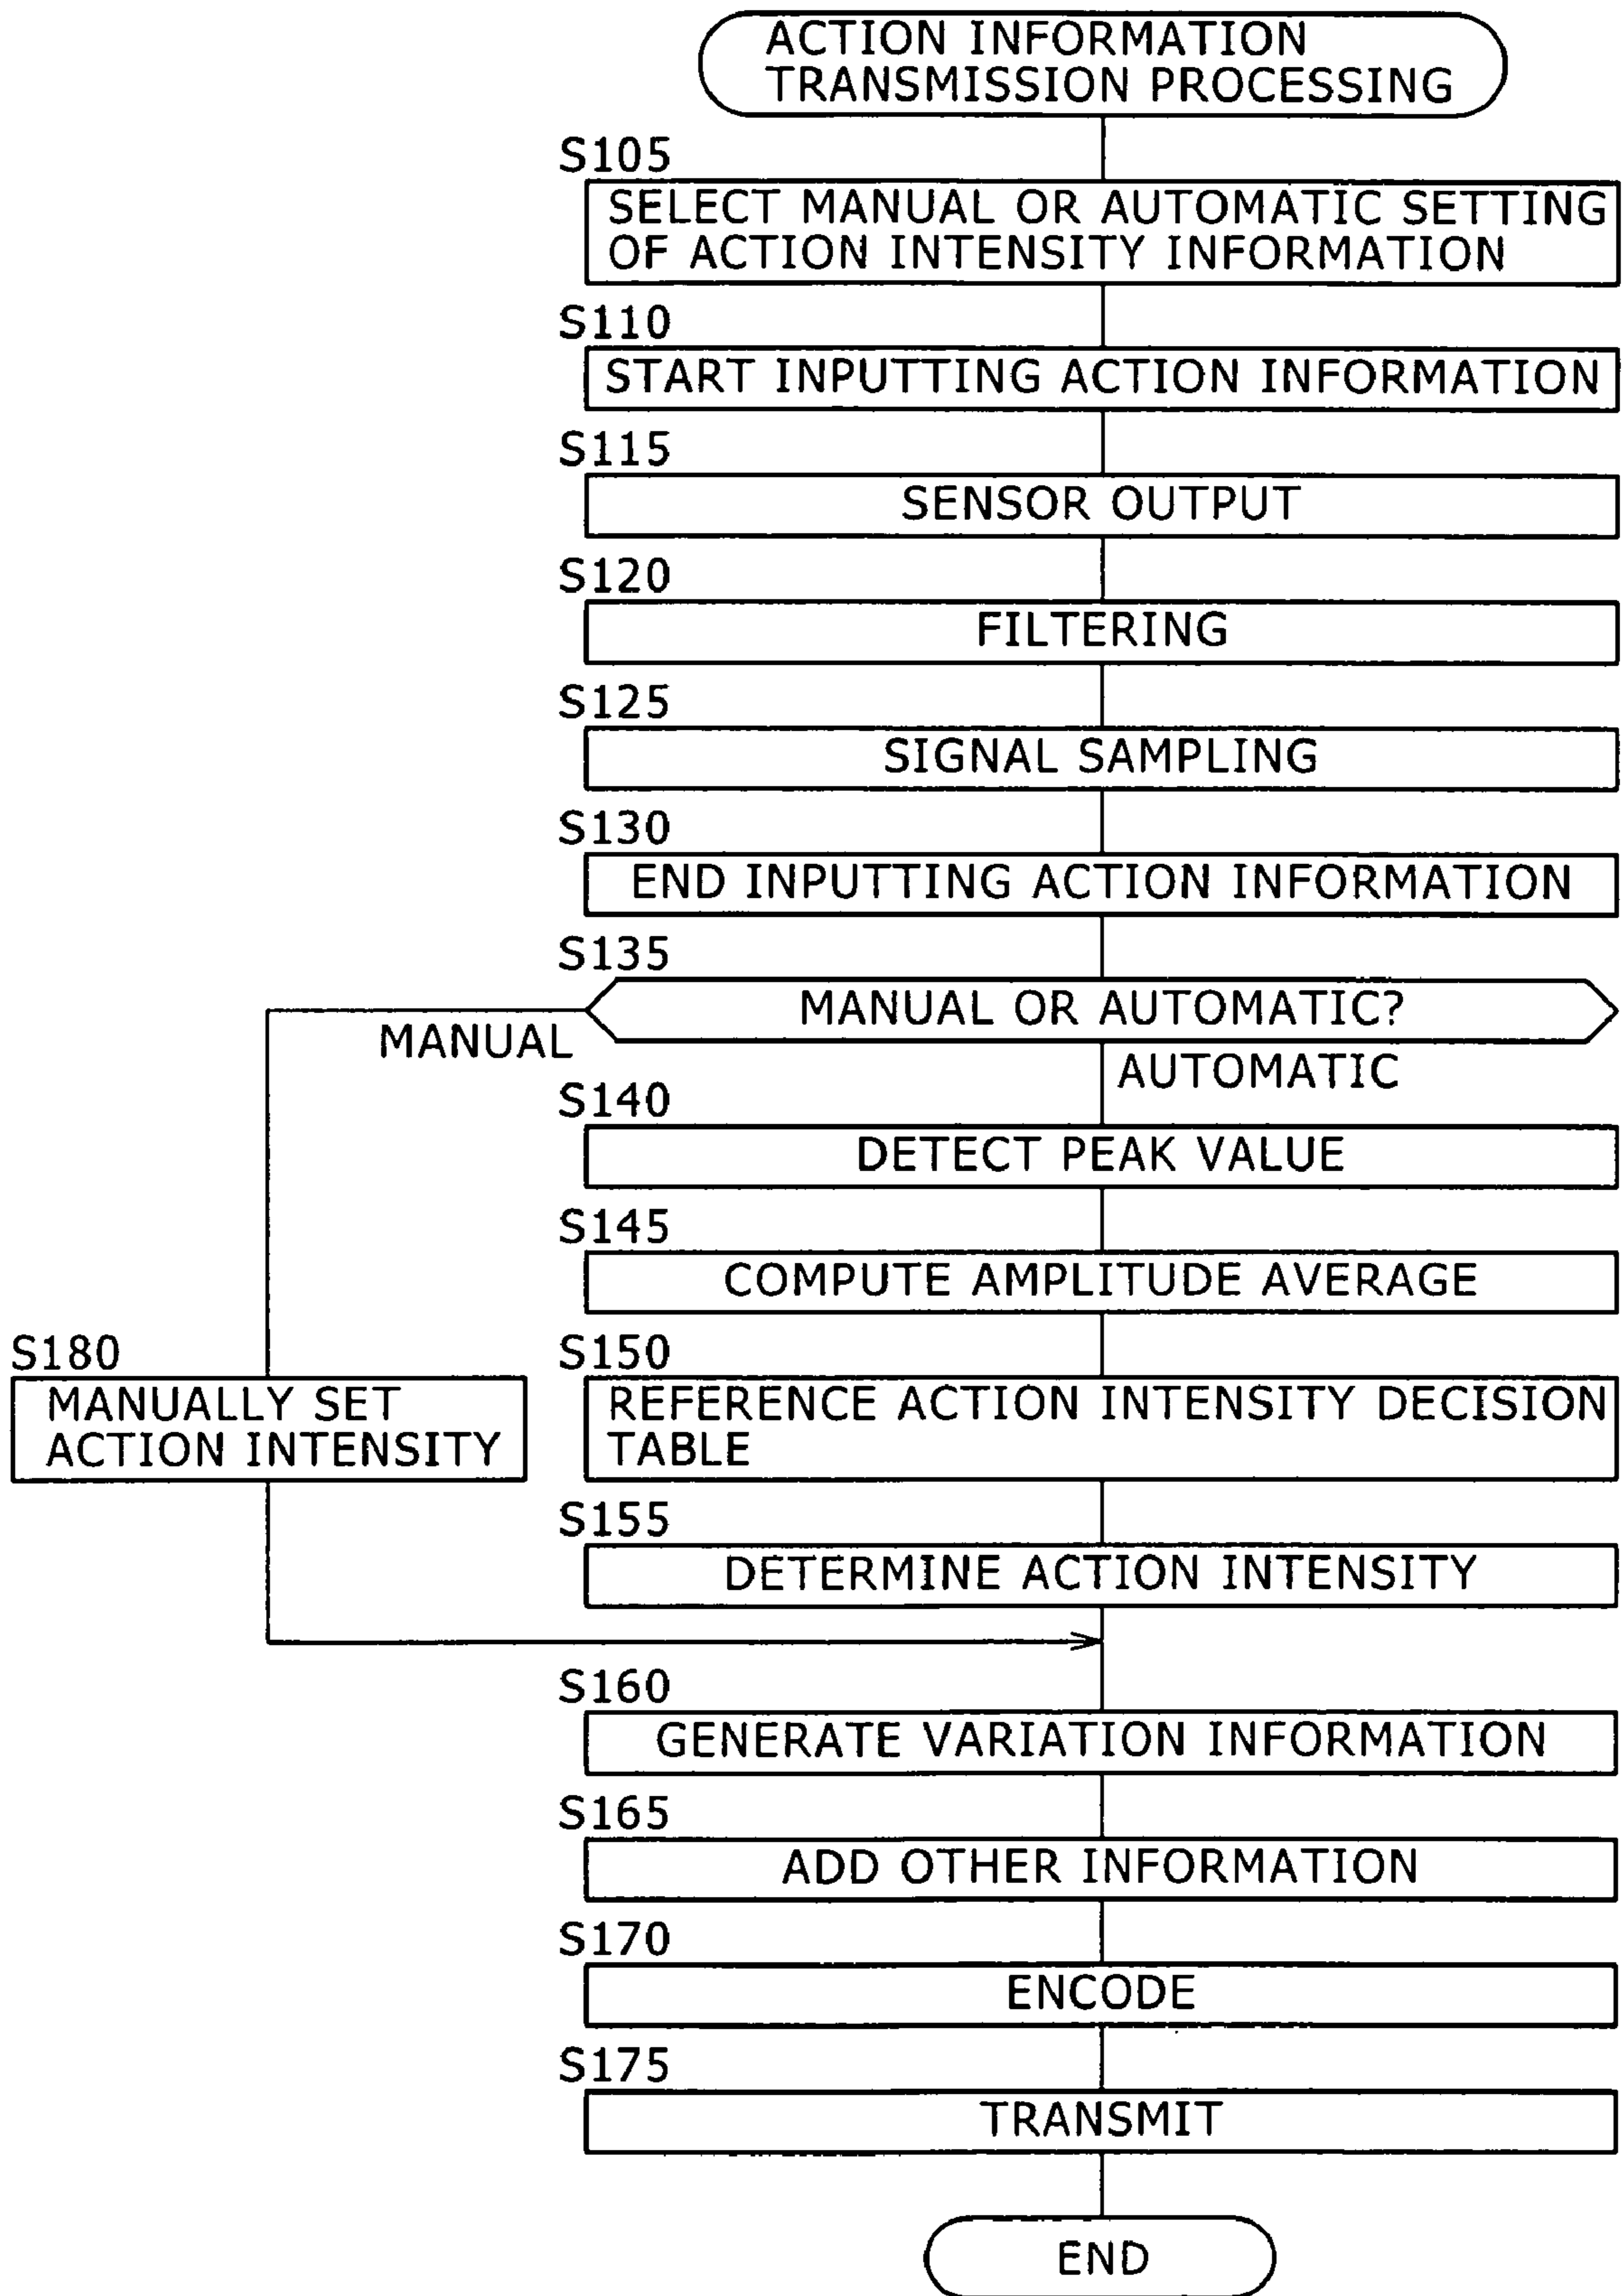 ACTION INFORMATION
TRANSMISSION PROCESSING
S105
SELECT MANUAL OR AUTOMATIC SETTING
OF ACTION INTENSITY INFORMATION
S110
START INPUTTING ACTION INFORMATION
S115
SENSOR OUTPUT
S120
FILTERING
S125
SIGNAL SAMPLING
S130
END INPUTTING ACTION INFORMATION
S135
MANUAL OR AUTOMATIC?
MANUAL
AUTOMATIC
S140
DETECT PEAK VALUE
S145
COMPUTE AMPLITUDE AVERAGE
S180
MANUALLY SET
ACTION INTENSITY
S150
REFERENCE ACTION INTENSITY DECISION
TABLE
S155
DETERMINE ACTION INTENSITY
S160
GENERATE VARIATION INFORMATION
S165
ADD OTHER INFORMATION
S170
ENCODE
S175
TRANSMIT
END